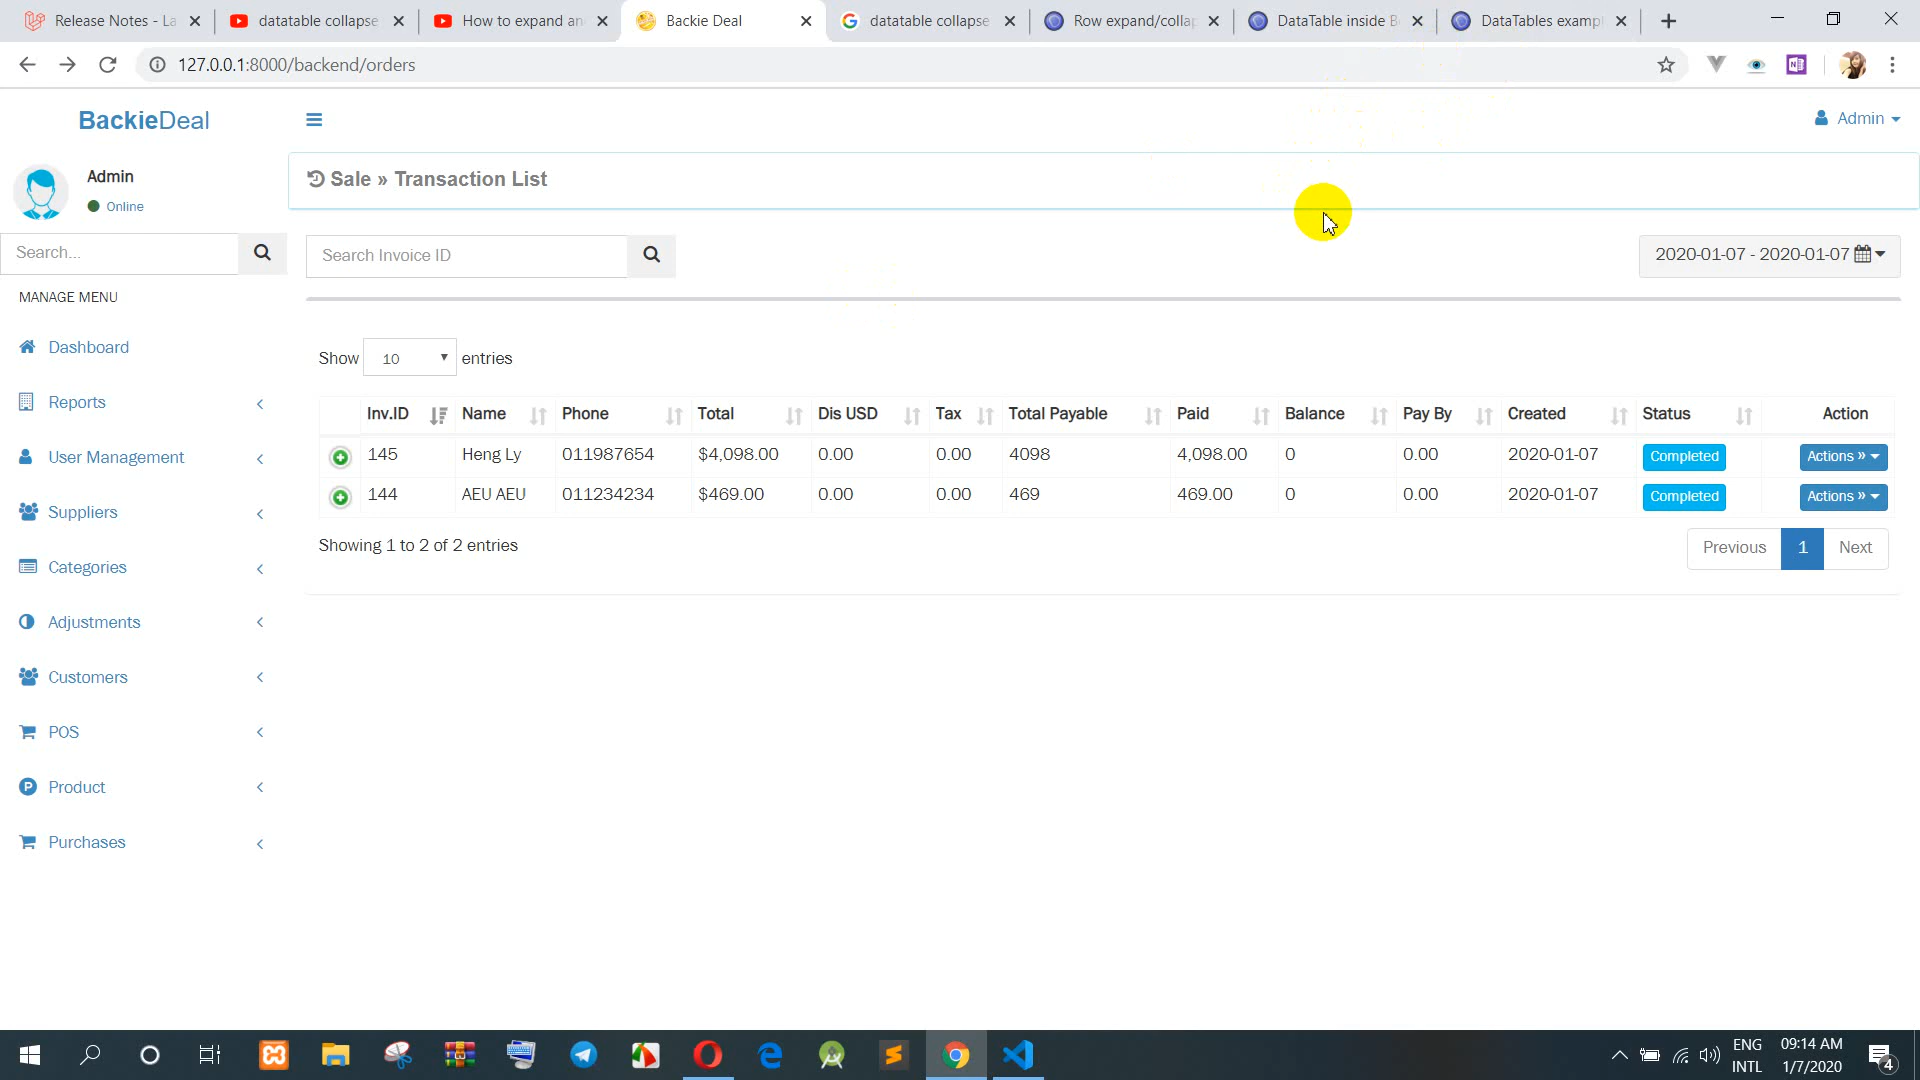 Release Notes - La
datatable collapse
How to expand an
Backie Deal
datatable collapse
Row expand/collap
DataTable inside B
DataTables examp
127.0.0.1:8000/backend/orders
BackieDeal
Admin
Admin
Online
Sale » Transaction List
Search...
Search Invoice ID
2020-01-07 - 2020-01-07
MANAGE MENU
Dashboard
Reports
User Management
Suppliers
Categories
Adjustments
Customers
POS
Product
Purchases
Show 10 entries
Inv.ID Name Phone Total Dis USD Tax Total Payable Paid Balance Pay By Created Status Action
145 Heng Ly 011987654 $4,098.00 0.00 0.00 4098 4,098.00 0 0.00 2020-01-07 Completed Actions »
144 AEU AEU 011234234 $469.00 0.00 0.00 469 469.00 0 0.00 2020-01-07 Completed Actions »
Showing 1 to 2 of 2 entries
Previous 1 Next
ENG
INTL
09:14 AM
1/7/2020
4